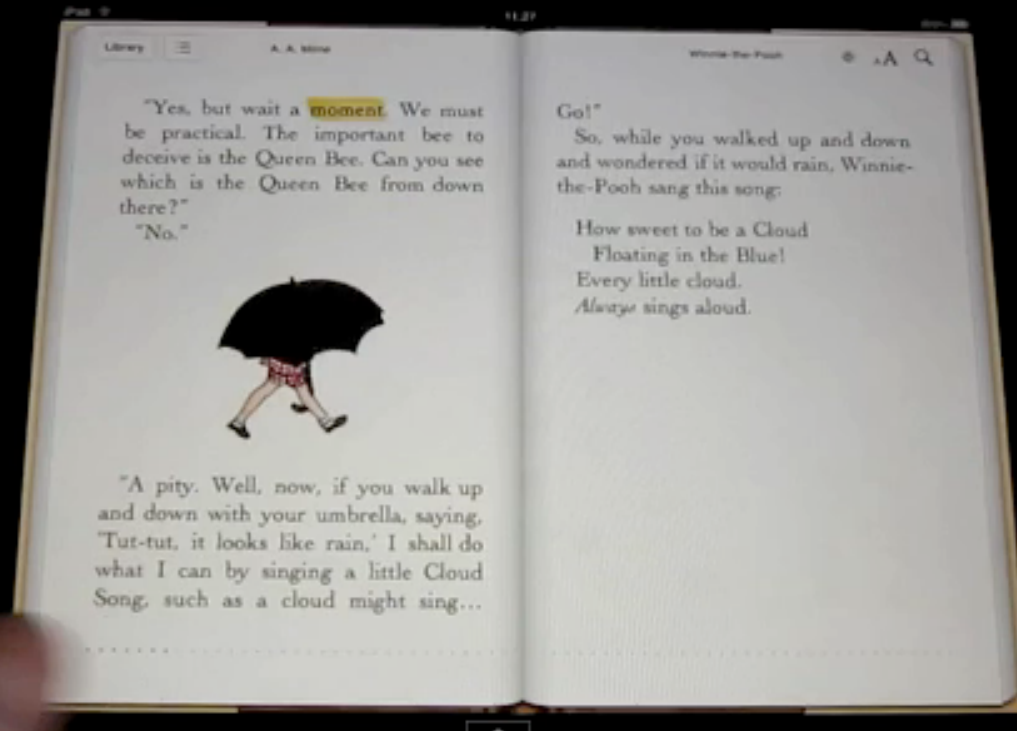 iPad
11:27
Library
A. A. Milne
Winnie-the-Pooh
AA
"Yes, but wait a moment. We must
be practical. The important bee to
deceive is the Queen Bee. Can you see
which is the Queen Bee from down
there?"
"No."
"A pity. Well, now, if you walk up
and down with your umbrella, saying,
'Tut-tut, it looks like rain,' I shall do
what I can by singing a little Cloud
Song, such as a cloud might sing...
Go!"
So, while you walked up and down
and wondered if it would rain, Winnie-
the-Pooh sang this song:
How sweet to be a Cloud
Floating in the Blue!
Every little cloud
Always sings aloud.